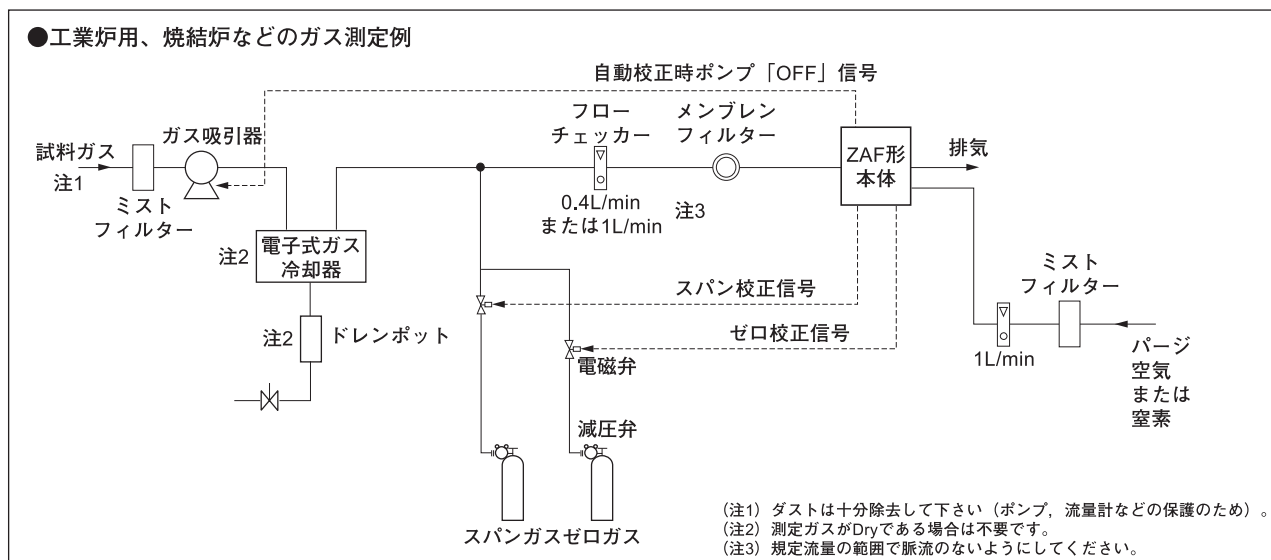 ●工業炉用、焼結炉などのガス測定例
自動校正時ポンプ「OFF」信号
ガス吸引器
フロー
チェッカー
メンブレン
フィルター
試料ガス
注1
ZAF形
本体
排気
ミスト
フィルター
0.4L/min
または1L/min
注3
注2
電子式ガス
冷却器
スパン校正信号
ミスト
フィルター
注2
ドレンポット
ゼロ校正信号
電磁弁
1L/min
パージ
空気
または
窒素
減圧弁
スパンガス
ゼロガス
(注1) ダストは十分除去して下さい（ポンプ，流量計などの保護のため）。
(注2) 測定ガスがDryである場合は不要です。
(注3) 規定流量の範囲で脈流のないようにしてください。